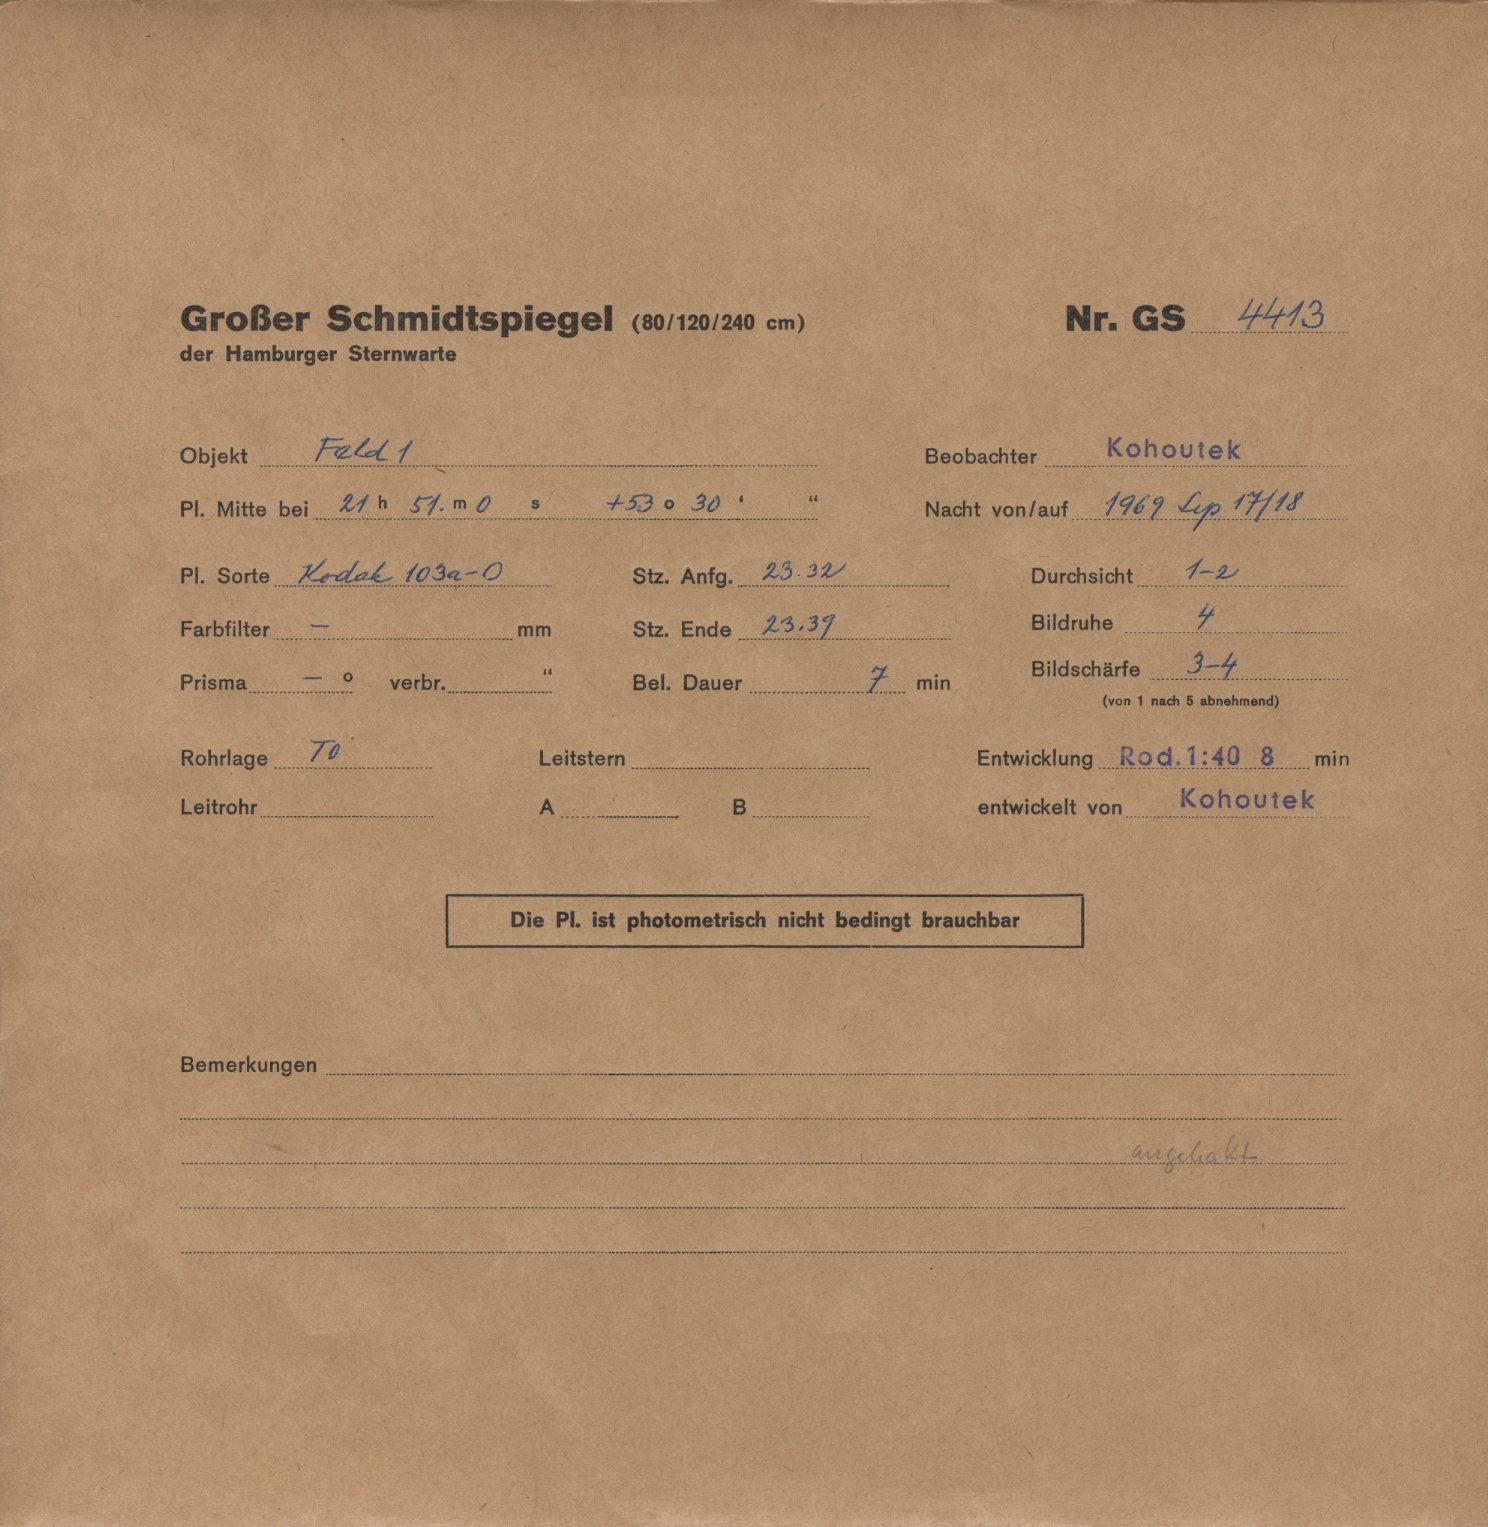 Großer Schmidtspiegel (80/120/240 cm) Nr. GS 4413
der Hamburger Sternwarte
Objekt Feld 1 Beobachter Kohoutek
Pl. Mitte bei 21 h 51. m 0 s +53 o 30 ‘ “ Nacht von/auf 1969 Sep 17/18
Pl. Sorte Kodak 103a-O Stz. Anfg. 23.32 Durchsicht 1-2
Farbfilter – mm Stz. Ende 23.39 Bildruhe 4
Prisma – o verbr. “ Bel. Dauer 7 min Bildschärfe 3-4
(von 1 nach 5 abnehmend)
Rohrlage TO Leitstern Entwicklung Rod. 1:40 8 min
Leitrohr A B entwickelt von Kohoutek
Die Pl. ist photometrisch nicht bedingt brauchbar
Bemerkungen
angehakt